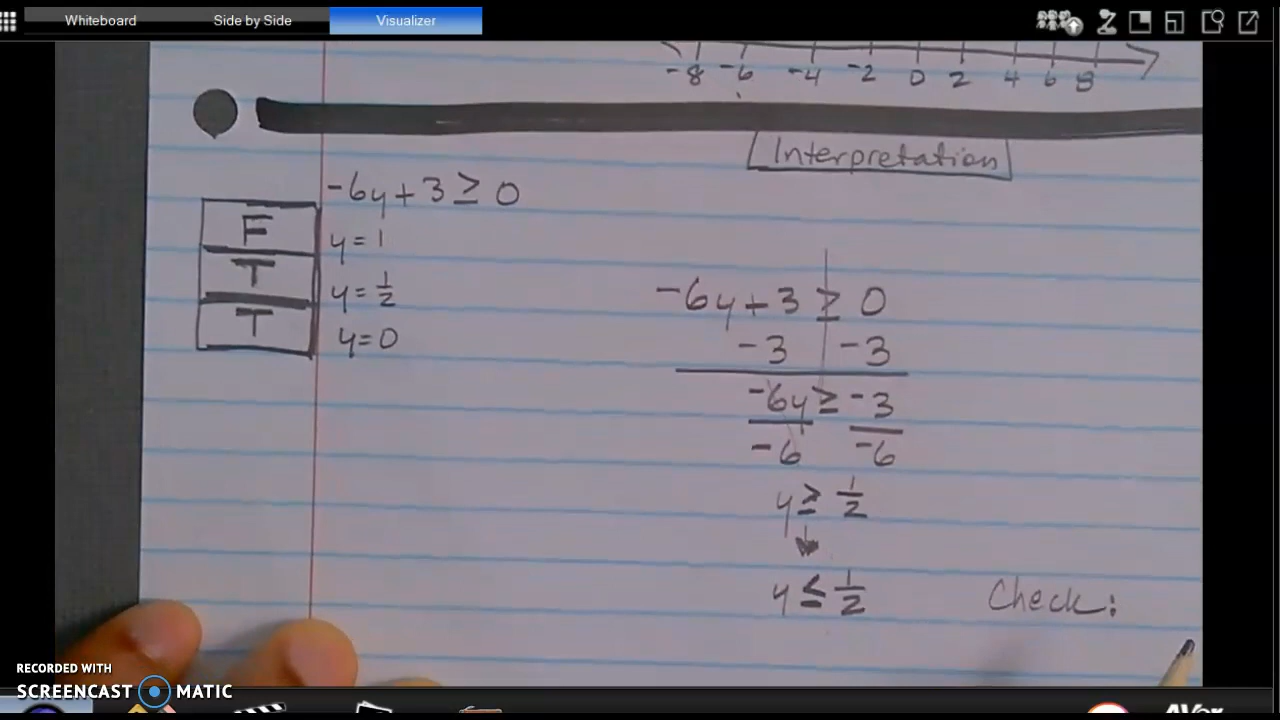 Whiteboard Side by Side Visualizer
-8 -6 -4 -2 0 2 4 6 8
Interpretation
-6y + 3 ≥ 0
F y = 1
T y = 1/2
T y = 0
-6y + 3 ≥ 0
-3 -3
-6y ≥ -3
-6 -6
y ≥ 1/2
y ≤ 1/2
Check:
RECORDED WITH
SCREENCAST MATIC
AVer